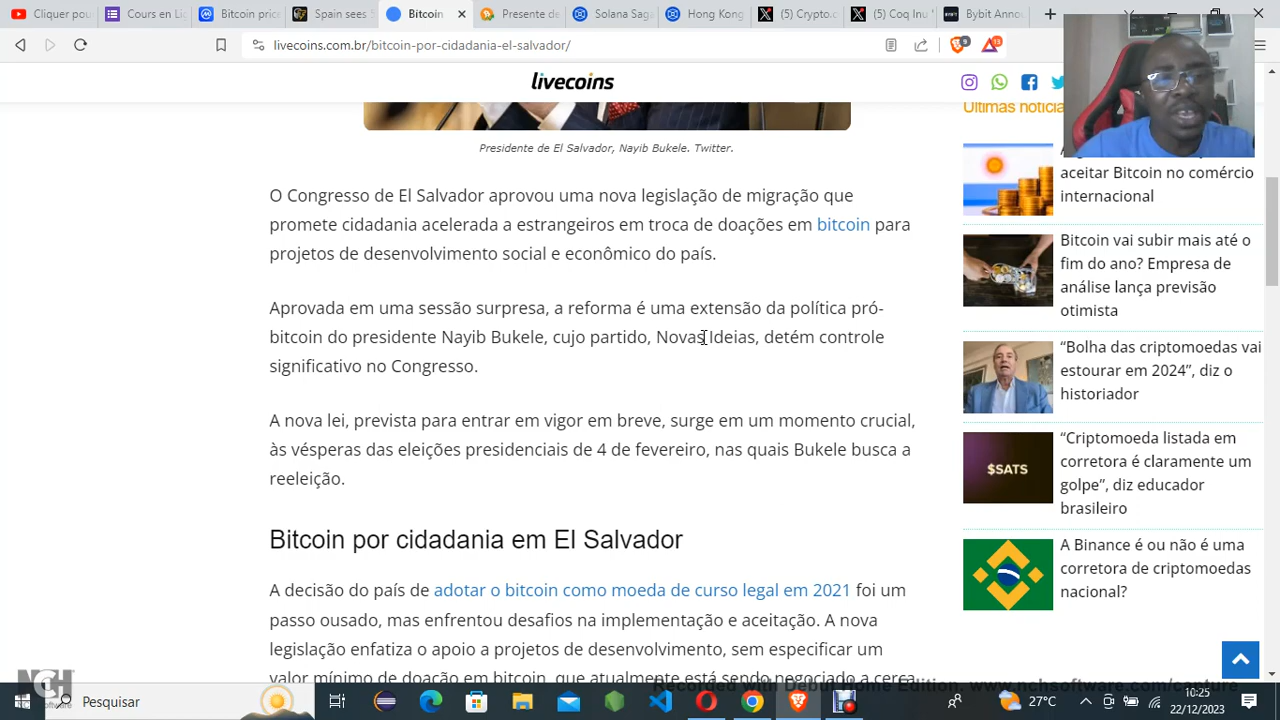 Clique pou
Curso en Li
Bitcoin por
Spain sees S
Bitcoin
Presente de
Solana Saga
Hong Kong
(5) Crypto.c
(5) Coq Inu
Bybit Annou
livecoins.com.br/bitcoin-por-cidadania-el-salvador/
9
13
livecoins
Presidente de El Salvador, Nayib Bukele. Twitter.
O Congresso de El Salvador aprovou uma nova legislação de migração que
promete cidadania acelerada a estrangeiros em troca de doações em bitcoin para
projetos de desenvolvimento social e econômico do país.
Aprovada em uma sessão surpresa, a reforma é uma extensão da política pró-
bitcoin do presidente Nayib Bukele, cujo partido, Novas Ideias, detém controle
significativo no Congresso.
A nova lei, prevista para entrar em vigor em breve, surge em um momento crucial,
às vésperas das eleições presidenciais de 4 de fevereiro, nas quais Bukele busca a
reeleição.
Bitcoin por cidadania em El Salvador
A decisão do país de adotar o bitcoin como moeda de curso legal em 2021 foi um
passo ousado, mas enfrentou desafios na implementação e aceitação. A nova
legislação enfatiza o apoio a projetos de desenvolvimento, sem especificar um
valor mínimo de doação em bitcoin, que atualmente está sendo negociado a cerca
Últimas notícia
aceitar Bitcoin no comércio
internacional
Bitcoin vai subir mais até o
fim do ano? Empresa de
análise lança previsão
otimista
“Bolha das criptomoedas vai
estourar em 2024”, diz o
historiador
$SATS
“Criptomoeda listada em
corretora é claramente um
golpe”, diz educador
brasileiro
A Binance é ou não é uma
corretora de criptomoedas
nacional?
NCH
Recorded with Debut Home Edition. www.nchsoftware.com/capture
Pesquisar
27°C
10:25
22/12/2023